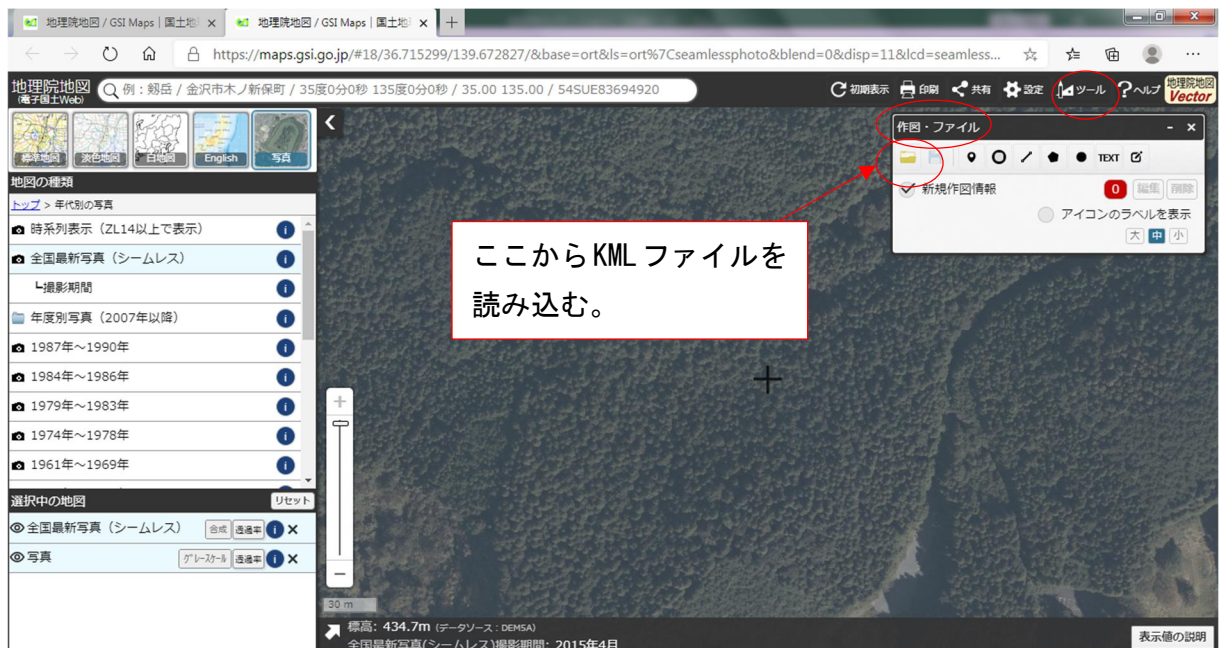 地理院地図 / GSI Maps | 国土地
地理院地図 / GSI Maps | 国土地
https://maps.gsi.go.jp/#18/36.715299/139.672827/&base=ort&ls=ort%7Cseamlessphoto&blend=0&disp=11&lcd=seamless...
地理院地図
(電子国土Web)
例：剱岳 / 金沢市木ノ新保町 / 35度0分0秒 135度0分0秒 / 35.00 135.00 / 54SUE83694920
初期表示 印刷 共有 設定 ツール ヘルプ
地理院地図
Vector
標準地図 淡色地図 白地図 English 写真
作図・ファイル
TEXT
新規作図情報 0 編集 削除
アイコンのラベルを表示
大 中 小
地図の種類
トップ > 年代別の写真
時系列表示（ZL14以上で表示）
全国最新写真（シームレス）
┗撮影期間
年度別写真（2007年以降）
1987年～1990年
1984年～1986年
1979年～1983年
1974年～1978年
1961年～1969年
ここからKMLファイルを
読み込む。
選択中の地図 リセット
全国最新写真（シームレス） 合成 透過率
写真 グレースケール 透過率
30 m
標高: 434.7m (データソース：DEM5A)
全国最新写真(シームレス)撮影期間: 2015年4月
表示値の説明